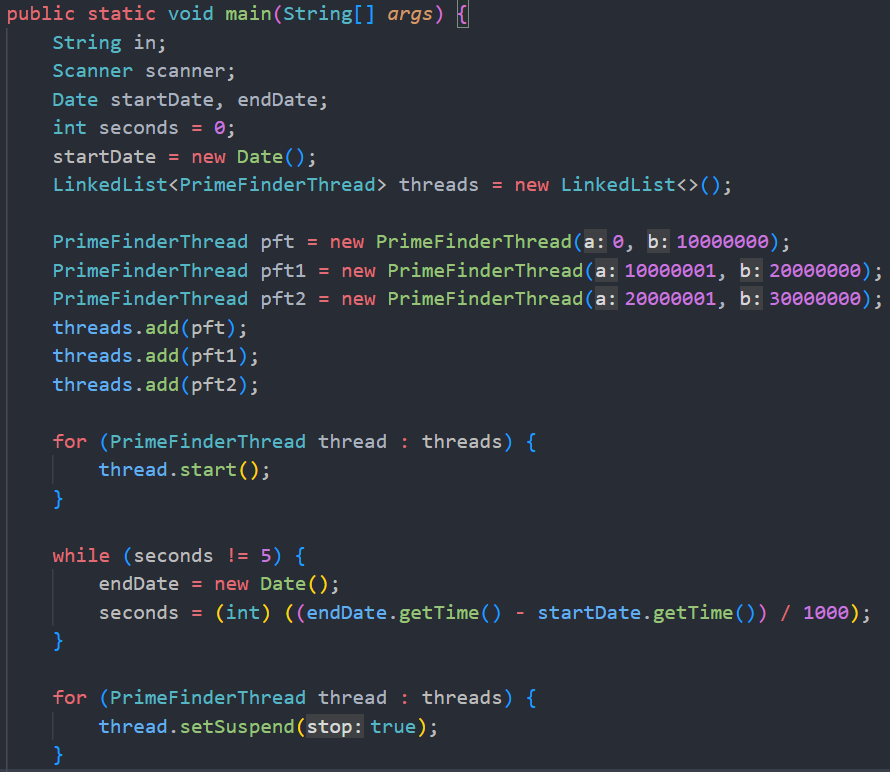 public static void main(String[] args) {
    String in;
    Scanner scanner;
    Date startDate, endDate;
    int seconds = 0;
    startDate = new Date();
    LinkedList<PrimeFinderThread> threads = new LinkedList<>();

    PrimeFinderThread pft = new PrimeFinderThread(a: 0, b: 10000000);
    PrimeFinderThread pft1 = new PrimeFinderThread(a: 10000001, b: 20000000);
    PrimeFinderThread pft2 = new PrimeFinderThread(a: 20000001, b: 30000000);
    threads.add(pft);
    threads.add(pft1);
    threads.add(pft2);

    for (PrimeFinderThread thread : threads) {
        thread.start();
    }

    while (seconds != 5) {
        endDate = new Date();
        seconds = (int) ((endDate.getTime() - startDate.getTime()) / 1000);
    }

    for (PrimeFinderThread thread : threads) {
        thread.setSuspend(stop: true);
    }